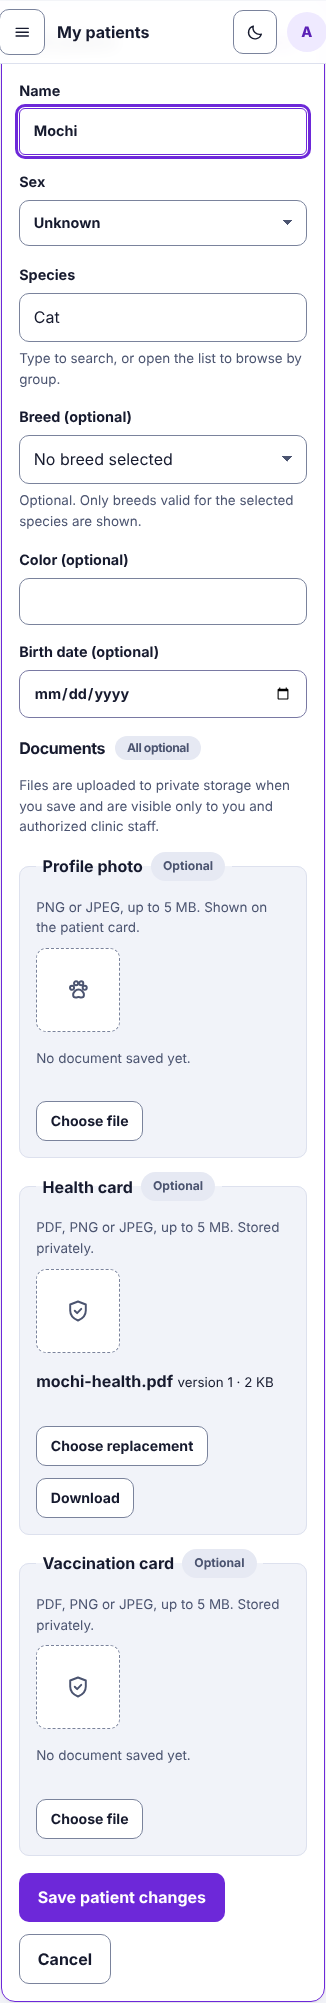 My patients
A
Name
Mochi
Sex
Unknown
Species
Cat
Type to search, or open the list to browse by
group.
Breed (optional)
No breed selected
Optional. Only breeds valid for the selected
species are shown.
Color (optional)
Birth date (optional)
mm/dd/yyyy
Documents All optional
Files are uploaded to private storage when
you save and are visible only to you and
authorized clinic staff.
Profile photo Optional
PNG or JPEG, up to 5 MB. Shown on
the patient card.
No document saved yet.
Choose file
Health card Optional
PDF, PNG or JPEG, up to 5 MB. Stored
privately.
mochi-health.pdf version 1 · 2 KB
Choose replacement
Download
Vaccination card Optional
PDF, PNG or JPEG, up to 5 MB. Stored
privately.
No document saved yet.
Choose file
Save patient changes
Cancel